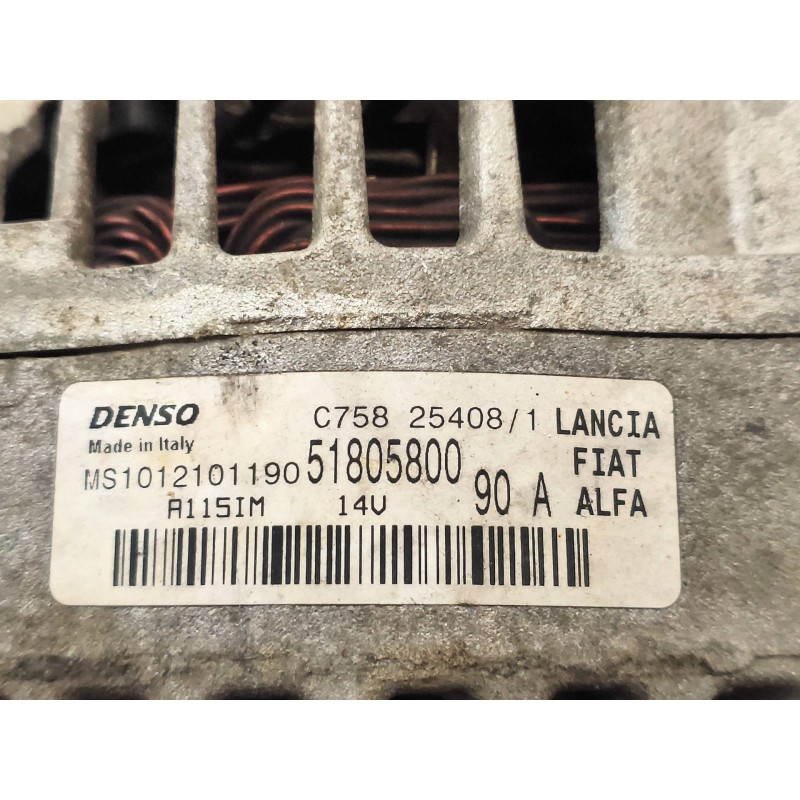 DENSO C758 25408/1 LANCIA
Made in Italy FIAT
MS1012101190 51805800 90 A ALFA
A115IM 14V